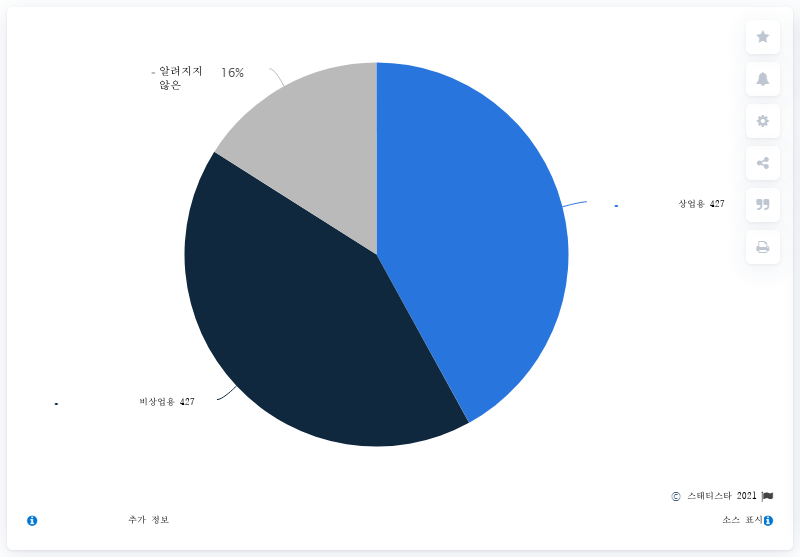 - 알려지지 16%
않은
상업용 427
비상업용 427
© 스태티스타 2021
추가 정보
소스 표시